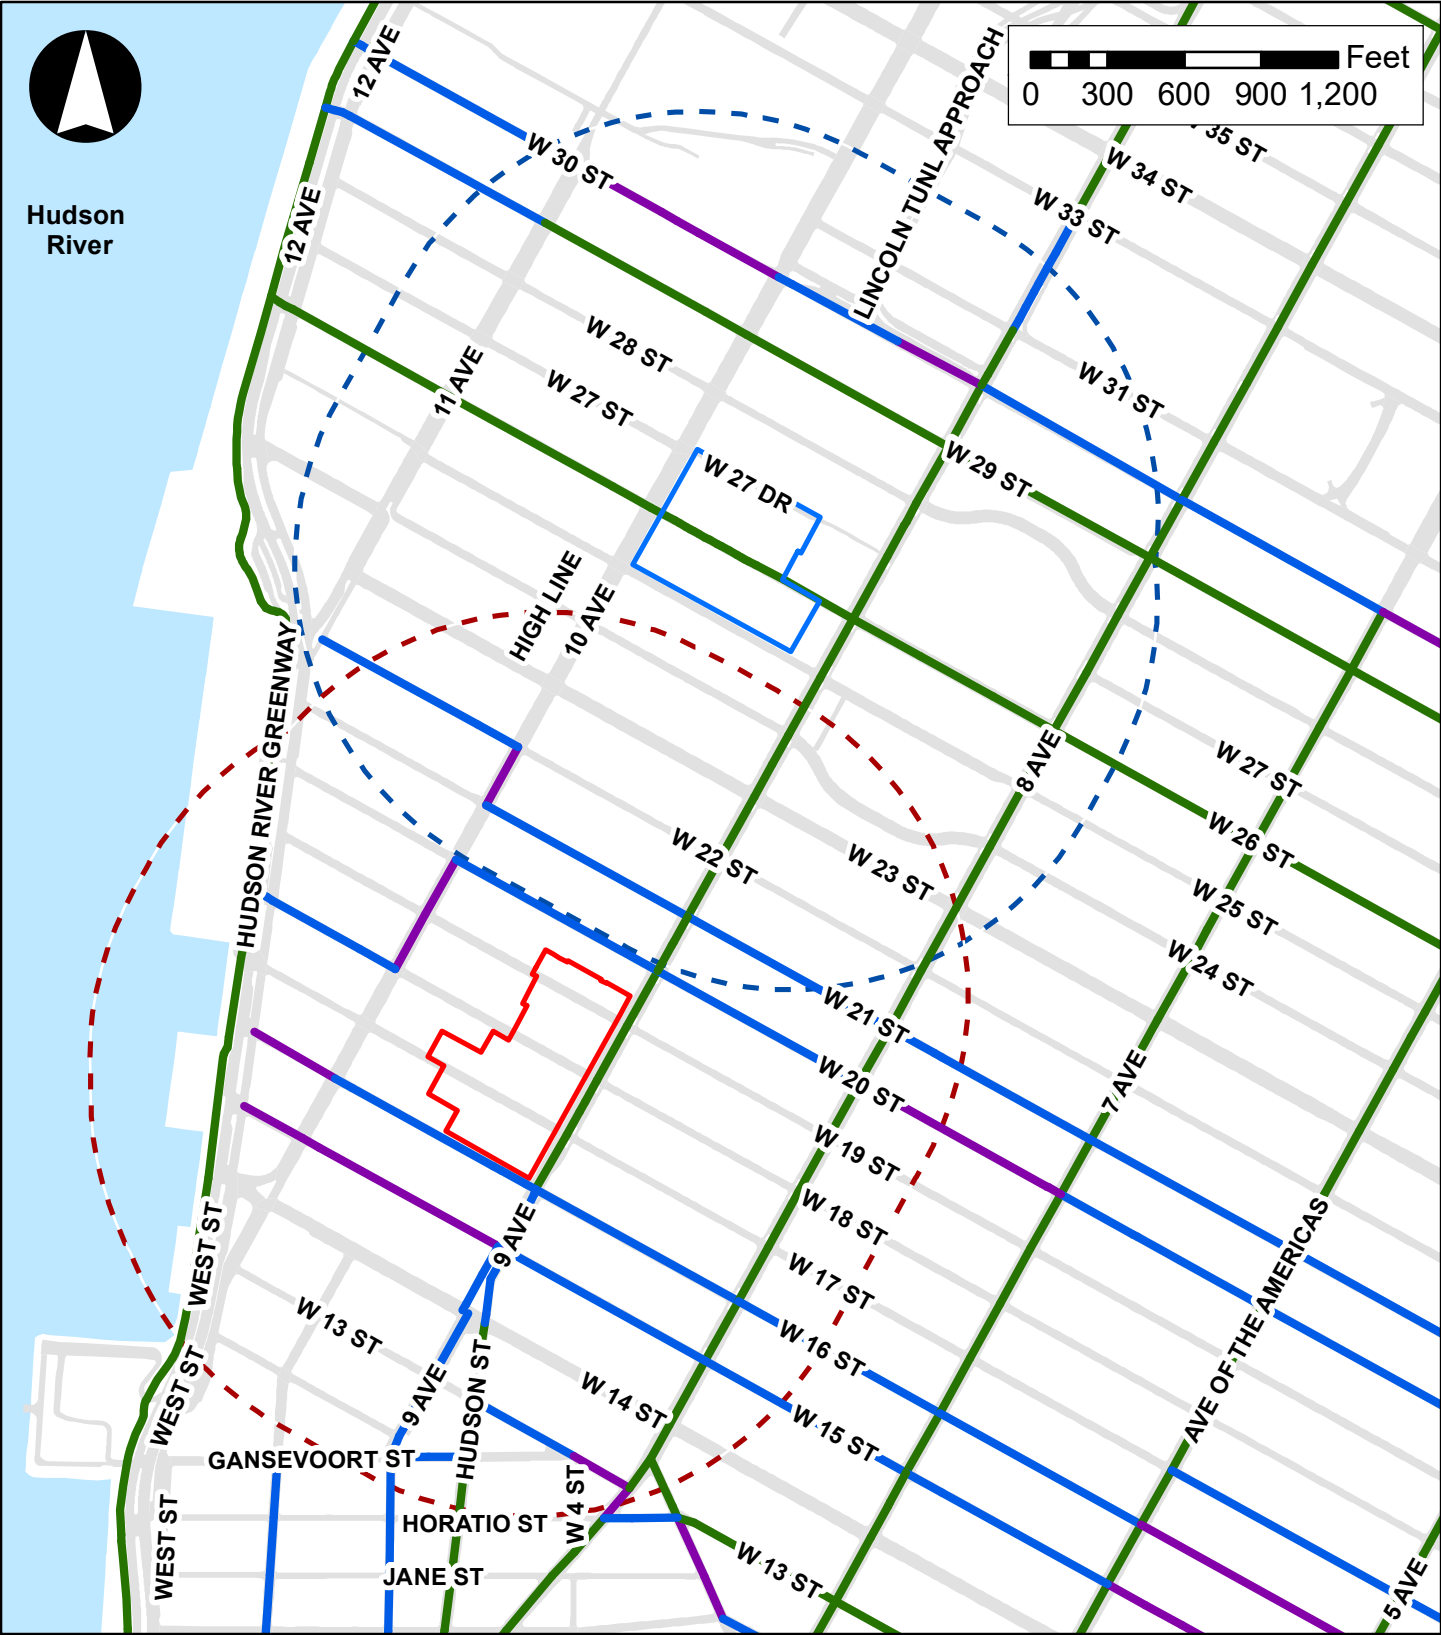 12 AVE
LINCOLN TUNL APPROACH
Feet
0 300 600 900 1,200
W 35 ST
W 34 ST
W 30 ST
W 33 ST
Hudson
River
12 AVE
W 28 ST
11 AVE
W 27 ST
W 31 ST
W 29 ST
W 27 DR
HIGH LINE
10 AVE
HUDSON RIVER GREENWAY
8 AVE
W 27 ST
W 26 ST
W 22 ST
W 23 ST
W 25 ST
W 24 ST
W 21 ST
W 20 ST
7 AVE
W 19 ST
W 18 ST
WEST ST
9 AVE
W 17 ST
AVE OF THE AMERICAS
W 13 ST
W 16 ST
WEST ST
9 AVE
HUDSON ST
W 14 ST
W 15 ST
GANSEVOORT ST
W 4 ST
HORATIO ST
WEST ST
JANE ST
W 13 ST
5 AVE